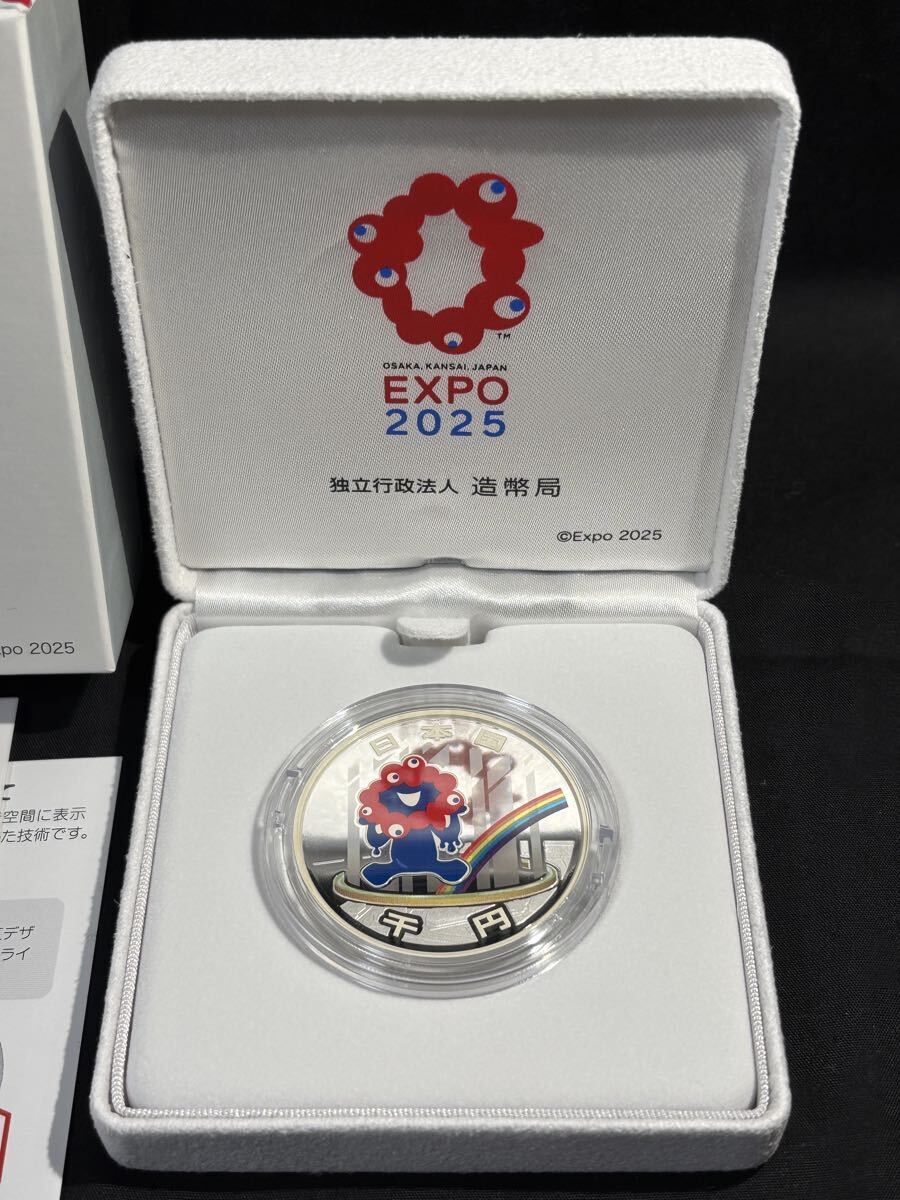 OSAKA, KANSAI, JAPAN
EXPO
2025
TM
独立行政法人 造幣局
©Expo 2025
日本国
千円
po 2025
空間に表示
た技術です。
デザ
ライ